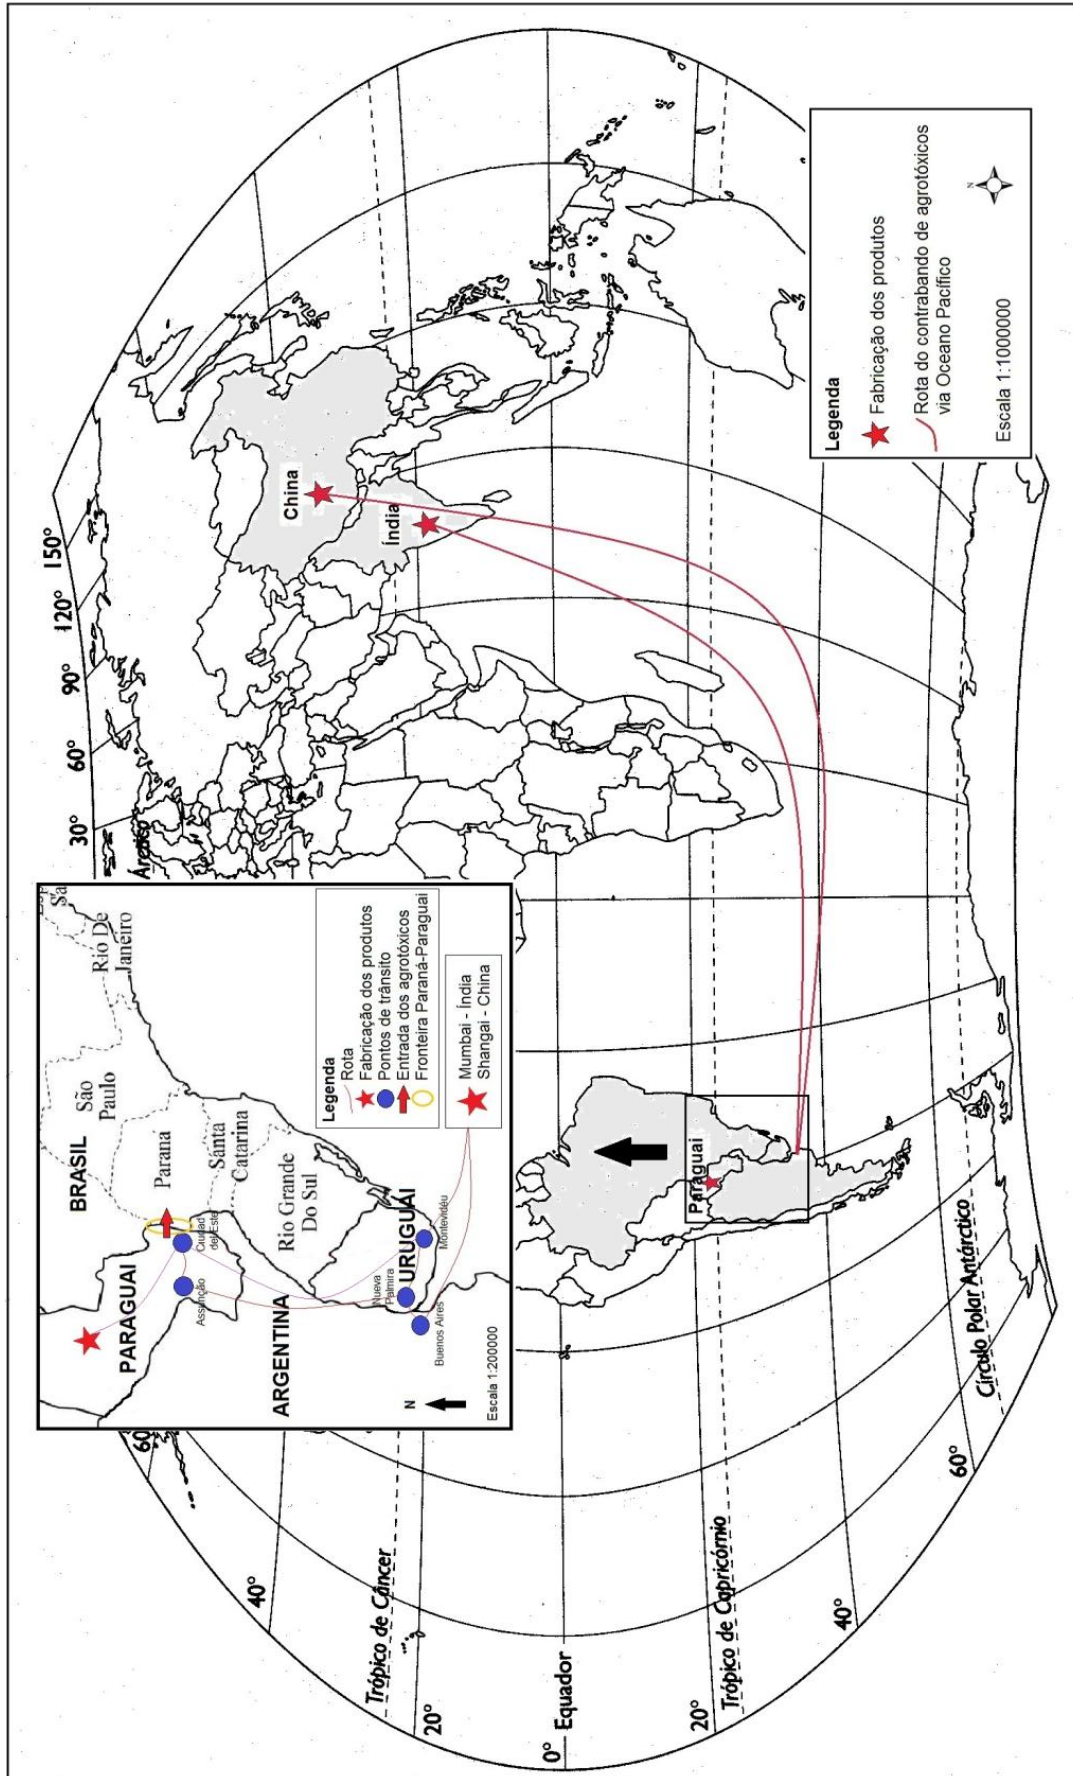 150°
120°
90°
60°
30°
Ártico
China
Índia
BRASIL
São
Paulo
Rio De
Janeiro
Paraná
Santa
Catarina
Rio Grande
Do Sul
PARAGUAI
Ciudad
del Este
Assunção
ARGENTINA
URUGUAI
Nueva
Palmira
Montevidéu
Buenos Aires
N
Escala 1:200000
Legenda
Rota
Fabricação dos produtos
Pontos de trânsito
Entrada dos agrotóxicos
Fronteira Paraná-Paraguai
Mumbai - Índia
Shangai - China
60
40°
Trópico de Câncer
20°
0° Equador
Paraguai
20°
Trópico de Capricórnio
40°
Círculo Polar Antárctico
60°
Legenda
Fabricação dos produtos
Rota do contrabando de agrotóxicos
via Oceano Pacífico
Escala 1:1000000
N